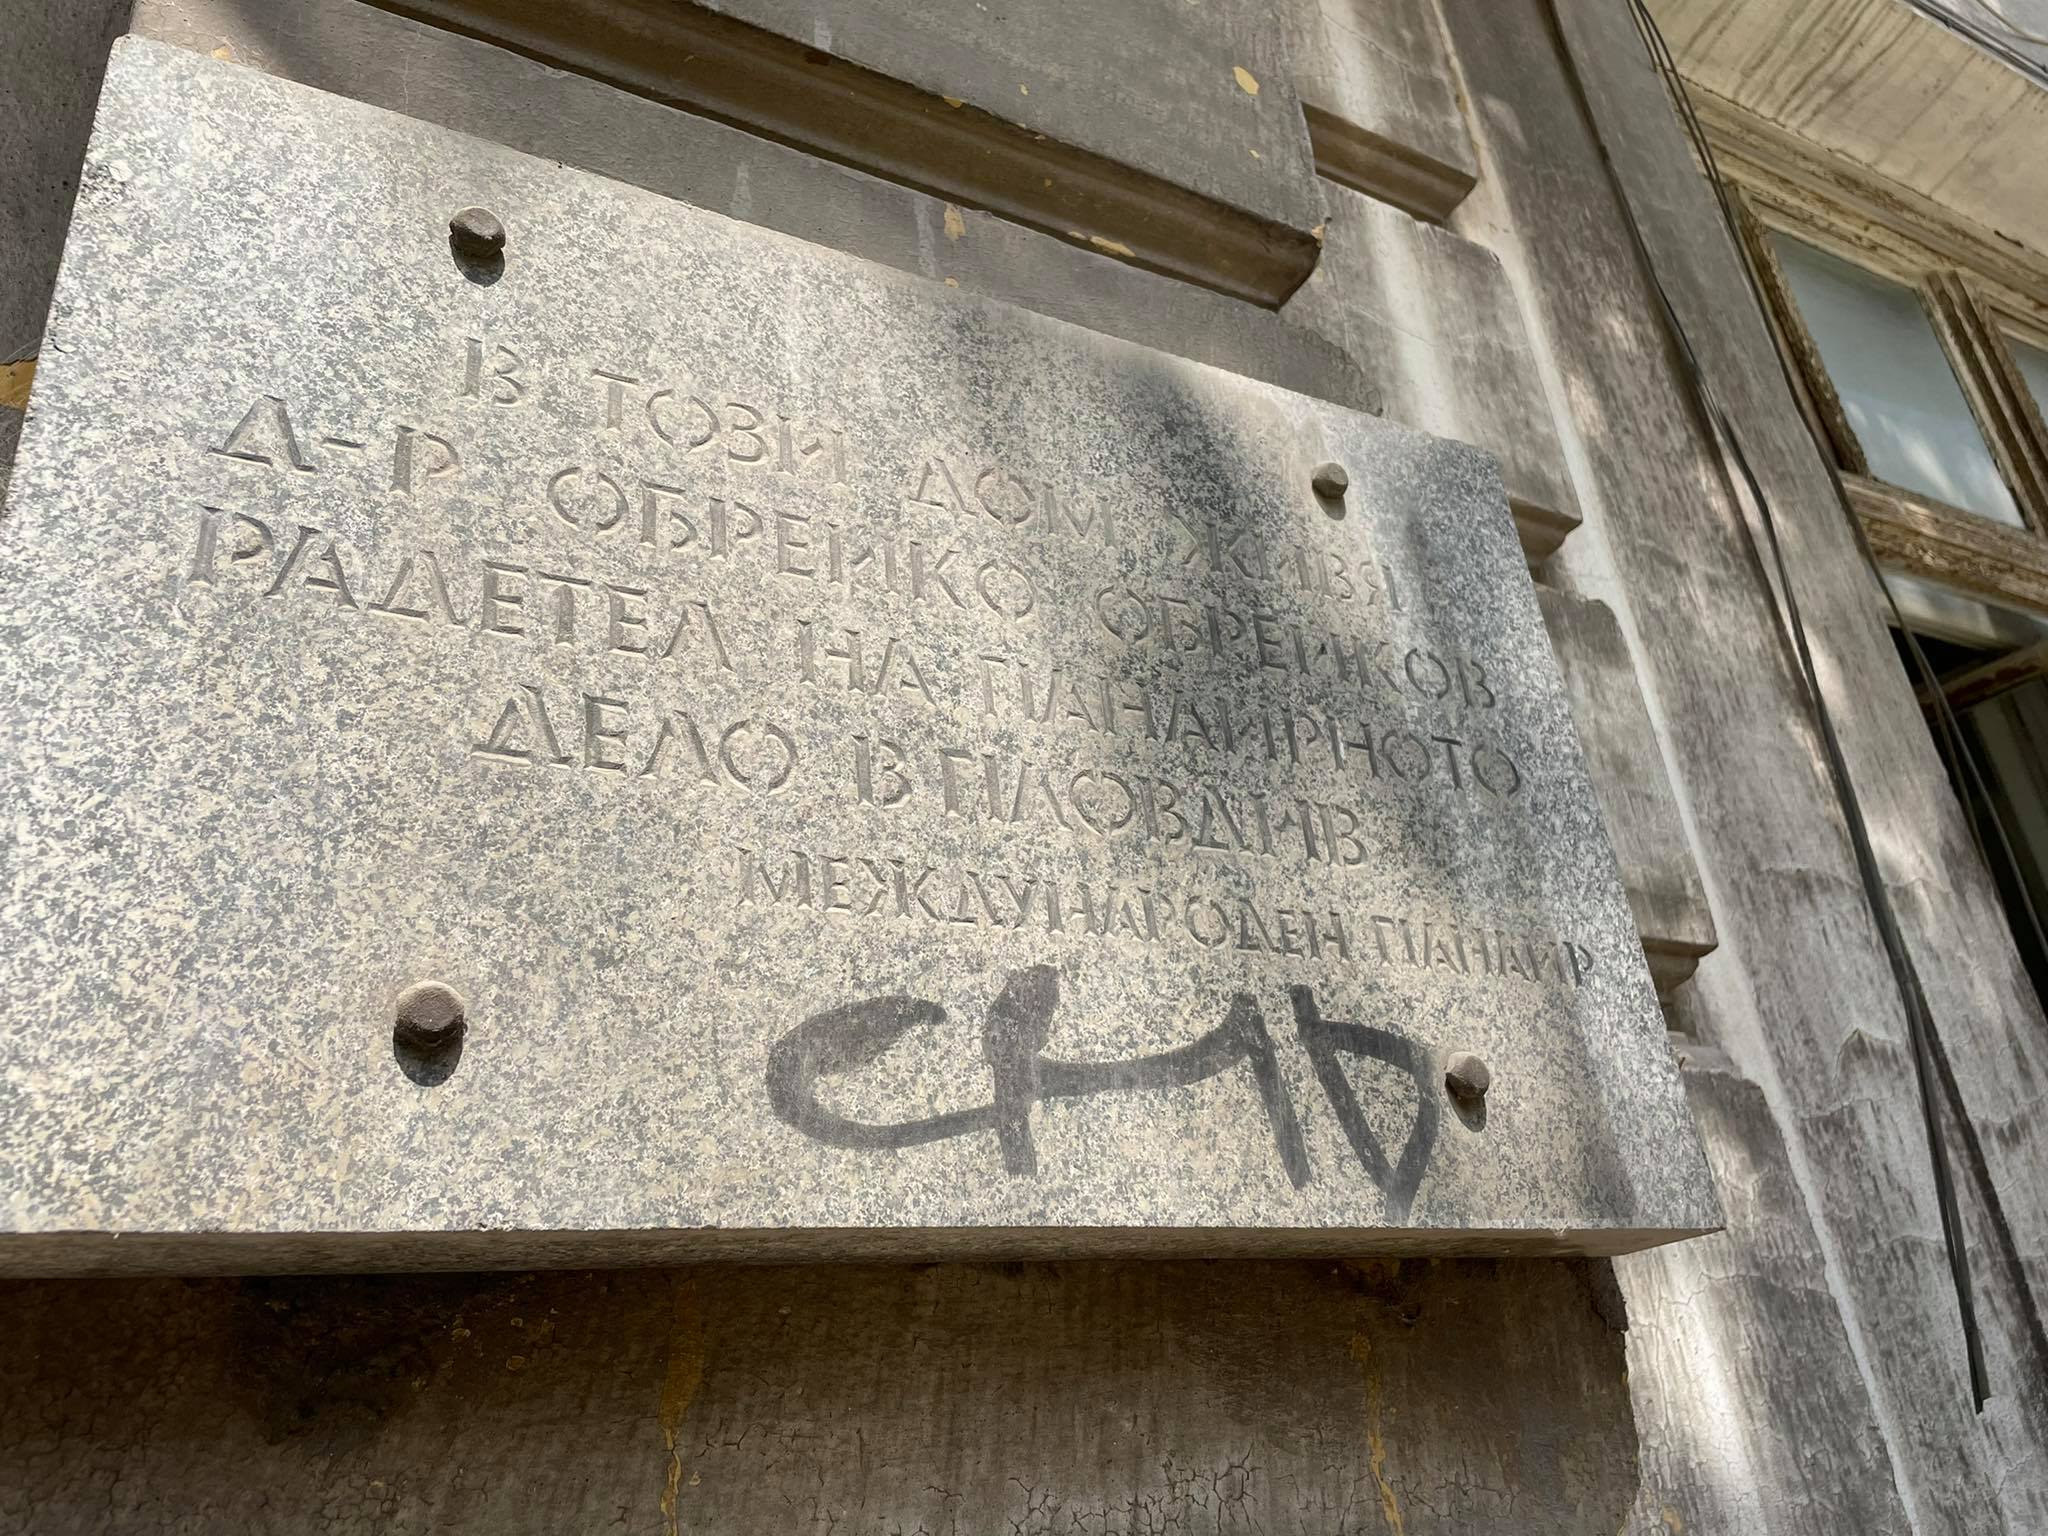 В ТОЗИ ДОМ ЖИВЯ
Д-Р ОБРЕЙКО ОБРЕЙКОВ
РАДЕТЕЛ НА ПАНАИРНОТО
ДЕЛО В ПЛОВДИВ
МЕЖДУНАРОДЕН ПАНАИР